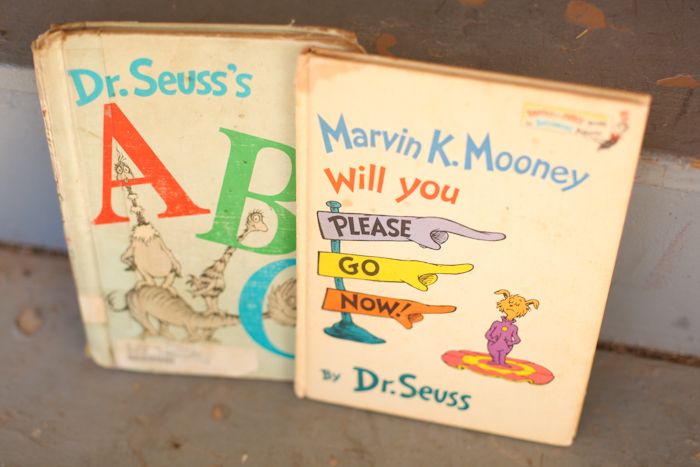 Dr. Seuss's
A
B
C
Marvin K. Mooney
Will you
PLEASE
GO
NOW!
By Dr. Seuss